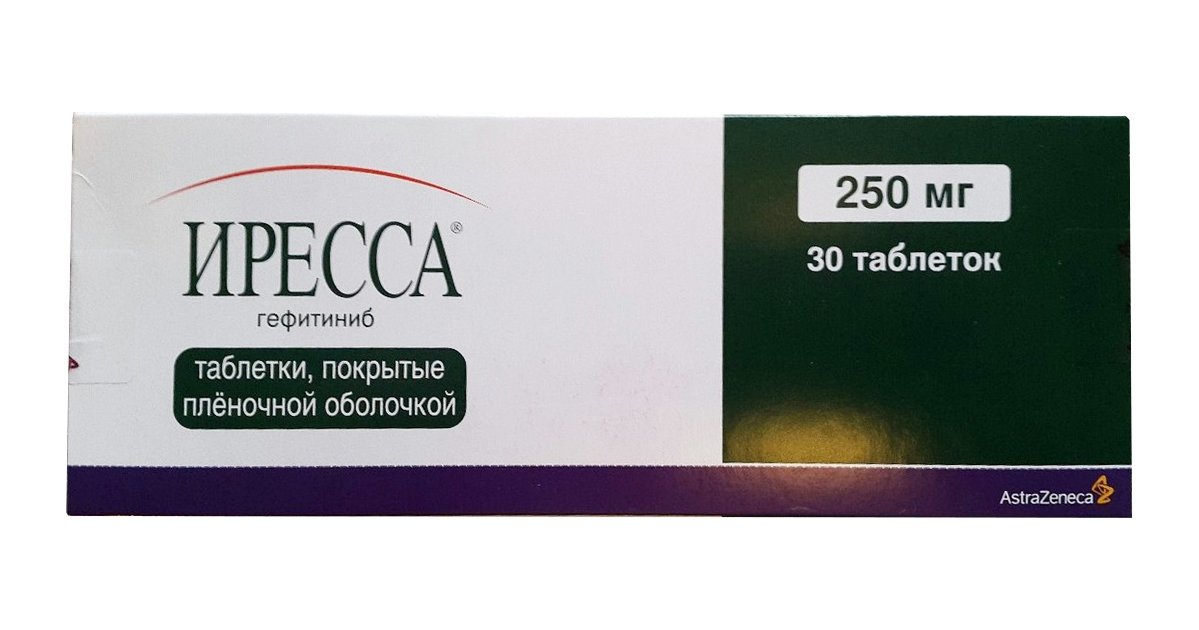 ИРЕССА®
гефитиниб
таблетки, покрытые
плёночной оболочкой
250 мг
30 таблеток
AstraZeneca